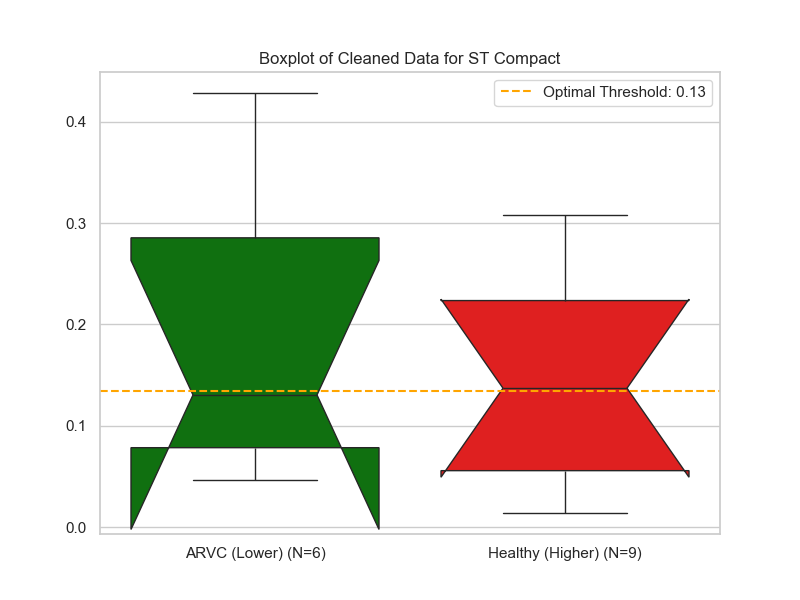 Boxplot of Cleaned Data for ST Compact
Optimal Threshold: 0.13
0.4
0.3
0.2
0.1
0.0
ARVC (Lower) (N=6)
Healthy (Higher) (N=9)